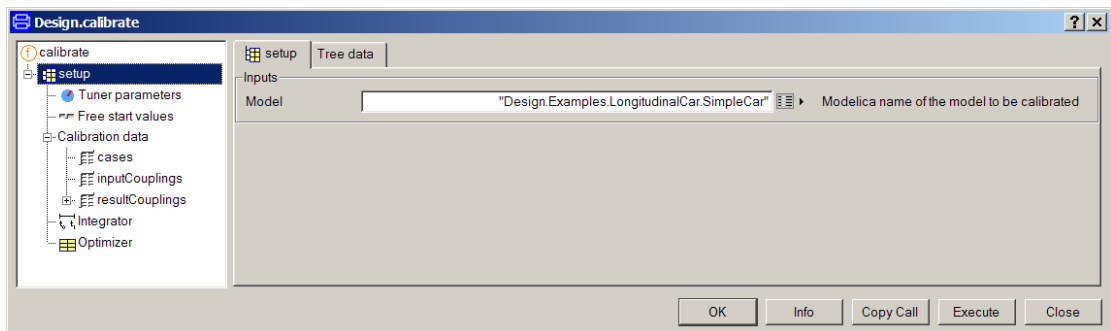 Design.calibrate
calibrate
setup
Tuner parameters
Free start values
Calibration data
cases
inputCouplings
resultCouplings
Integrator
Optimizer
setup Tree data
Inputs
Model "Design.Examples.LongitudinalCar.SimpleCar" Modelica name of the model to be calibrated
OK Info Copy Call Execute Close